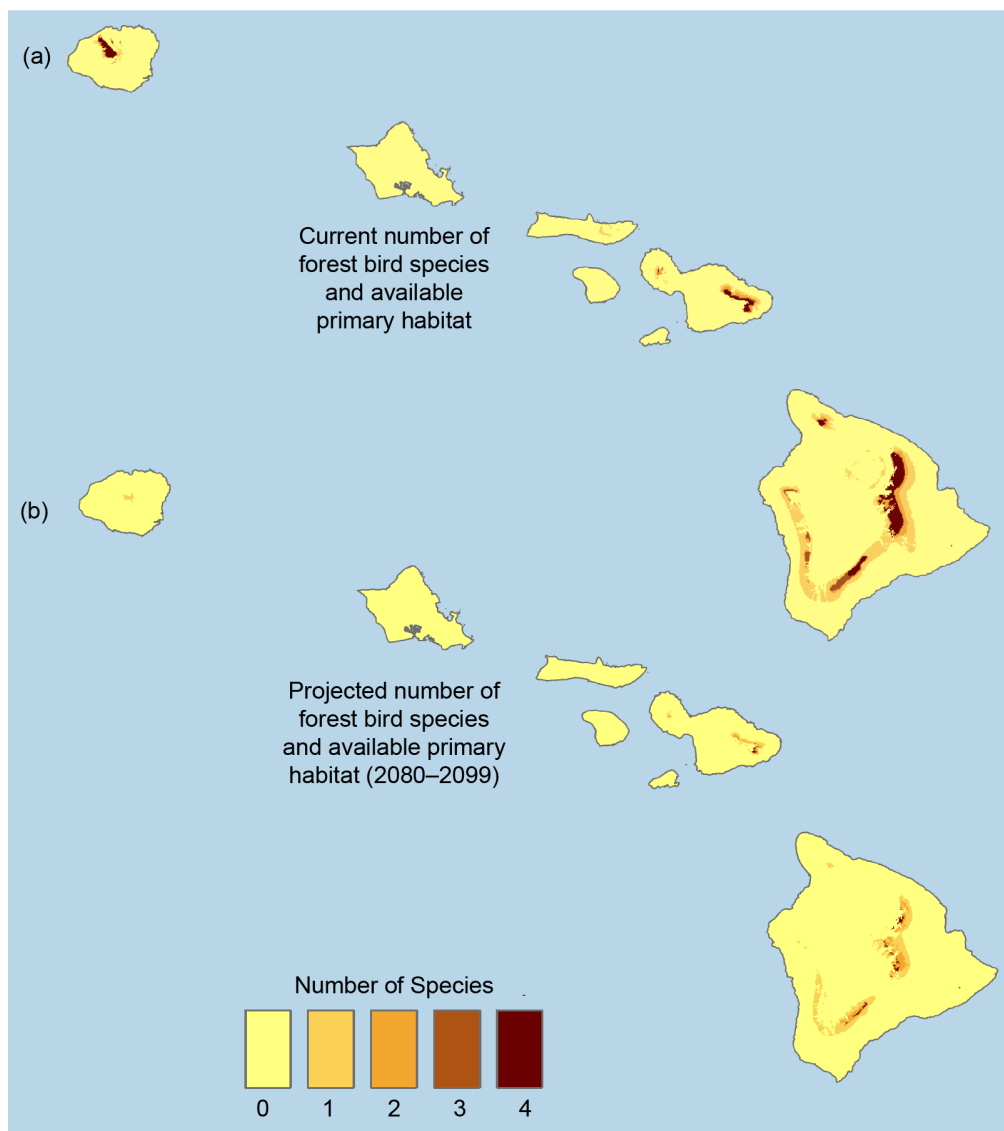 (a)
Current number of
forest bird species
and available
primary habitat
(b)
Projected number of
forest bird species
and available primary
habitat (2080–2099)
Number of Species
0 1 2 3 4